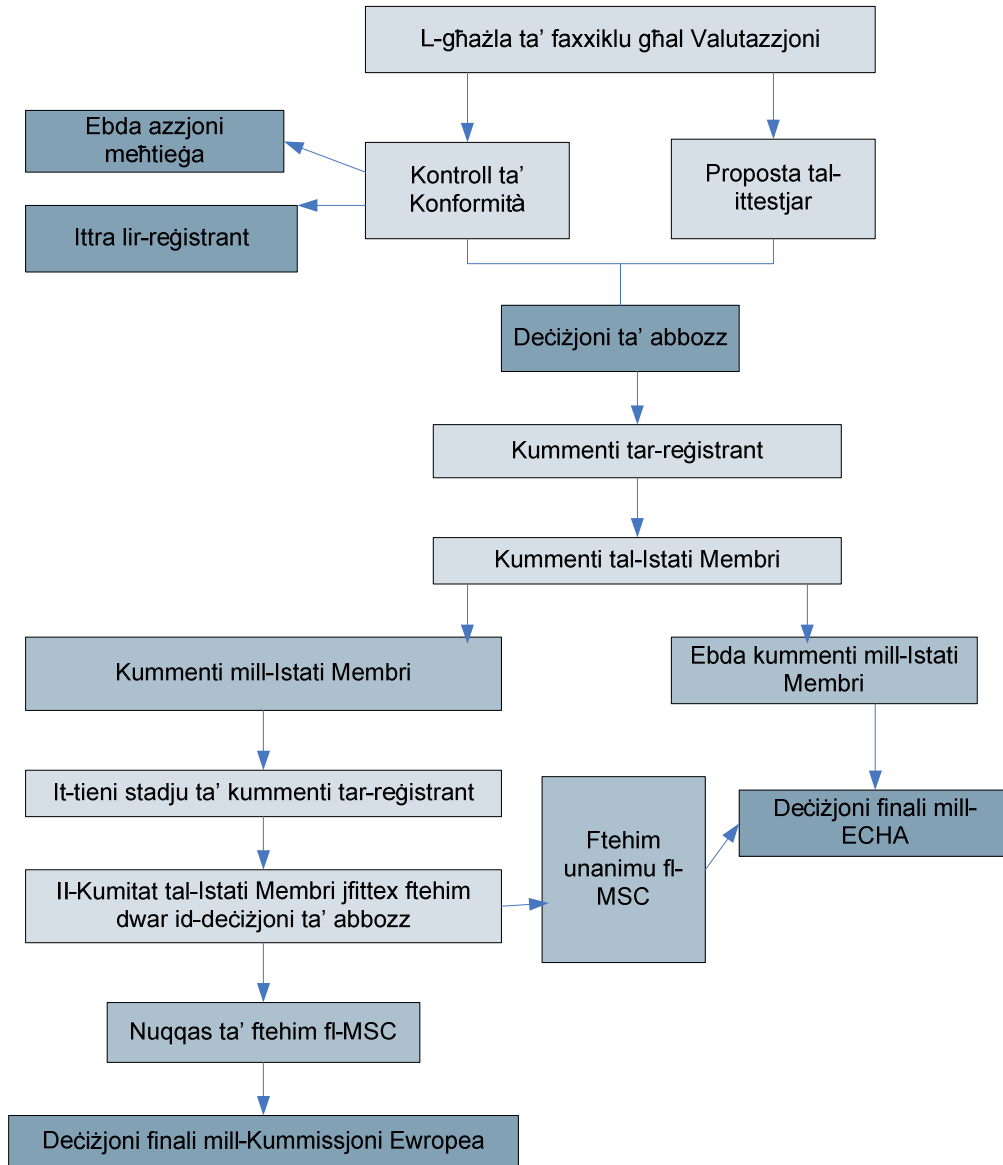 L-għażla ta’ faxxiklu għal Valutazzjoni
Ebda azzjoni
meħtieġa
Kontroll ta’
Konformità
Proposta tal-
ittestjar
Ittra lir-reġistrant
Deċiżjoni ta’ abbozz
Kummenti tar-reġistrant
Kummenti tal-Istati Membri
Kummenti mill-Istati Membri
Ebda kummenti mill-Istati
Membri
It-tieni stadju ta’ kummenti tar-reġistrant
Ftehim
unanimu fl-
MSC
Deċiżjoni finali mill-
ECHA
Il-Kumitat tal-Istati Membri jfittex ftehim
dwar id-deċiżjoni ta’ abbozz
Nuqqas ta’ ftehim fl-MSC
Deċiżjoni finali mill-Kummissjoni Ewropea